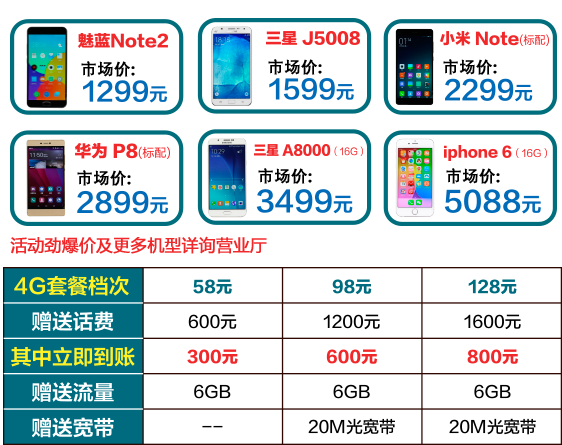 魅蓝Note2
市场价:
1299元
三星 J5008
市场价:
1599元
小米 Note(标配)
市场价:
2299元
华为 P8(标配)
市场价:
2899元
三星 A8000（16G）
市场价:
3499元
iphone 6（16G）
市场价:
5088元
活动劲爆价及更多机型详询营业厅
4G套餐档次 58元 98元 128元
赠送话费 600元 1200元 1600元
其中立即到账 300元 600元 800元
赠送流量 6GB 6GB 6GB
赠送宽带 -- 20M光宽带 20M光宽带